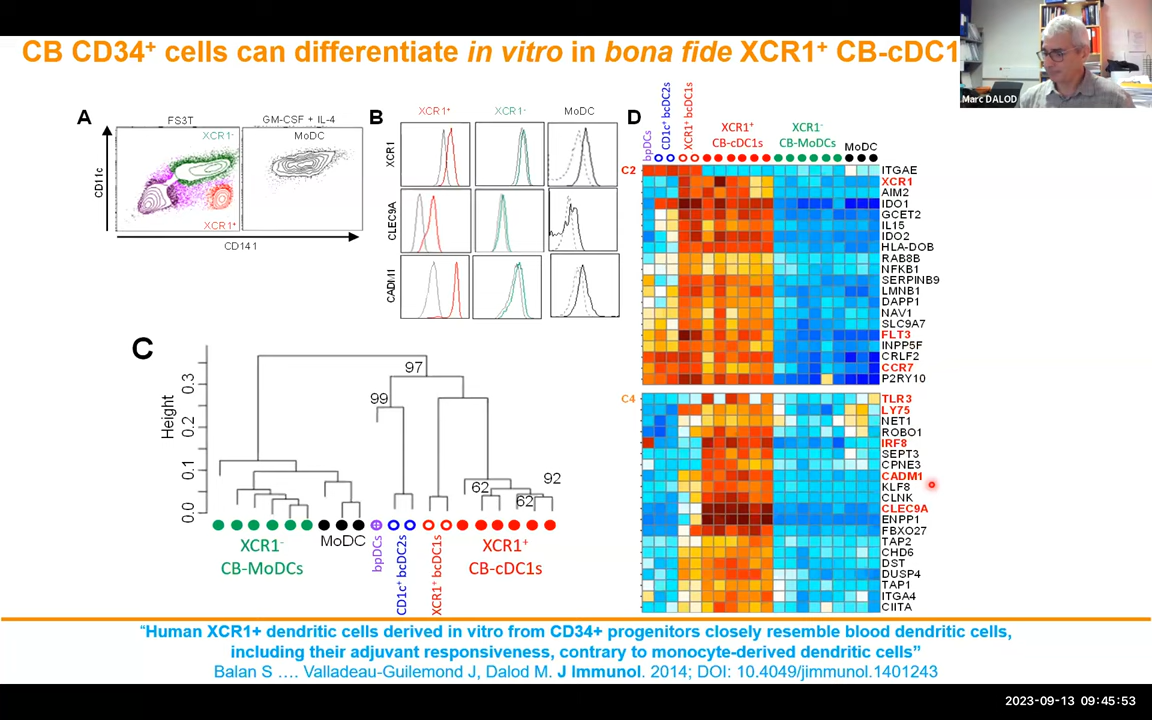 CB CD34⁺ cells can differentiate in vitro in bona fide XCR1⁺ CB-cDC1
Marc DALOD
A
FS3T
GM-CSF + IL-4
XCR1⁻
MoDC
XCR1⁺
CD11c
CD141
B
XCR1⁺
XCR1⁻
MoDC
XCR1
CLEC9A
CADM1
C
Height
0.3
0.2
0.1
0.0
97
99
62
62
92
XCR1⁻
CB-MoDCs
MoDC
bpDCs
CD1c⁺ bcDC2s
XCR1⁺ bcDC1s
XCR1⁺
CB-cDC1s
D
bpDCs
CD1c⁺ bcDC2s
XCR1⁺ bcDC1s
XCR1⁺
CB-cDC1s
XCR1⁻
CB-MoDCs
MoDC
C2
ITGAE
XCR1
AIM2
IDO1
GCET2
IL15
IDO2
HLA-DOB
RAB8B
NFKB1
SERPINB9
LMNB1
DAPP1
NAV1
SLC9A7
FLT3
INPP5F
CRLF2
CCR7
P2RY10
C4
TLR3
LY75
NET1
ROBO1
IRF8
SEPT3
CPNE3
CADM1
KLF8
CLNK
CLEC9A
ENPP1
FBXO27
TAP2
CHD6
DST
DUSP4
TAP1
ITGA4
CIITA
“Human XCR1+ dendritic cells derived in vitro from CD34+ progenitors closely resemble blood dendritic cells,
including their adjuvant responsiveness, contrary to monocyte-derived dendritic cells”
Balan S .... Valladeau-Guilemond J, Dalod M. J Immunol. 2014; DOI: 10.4049/jimmunol.1401243
2023-09-13 09:45:53